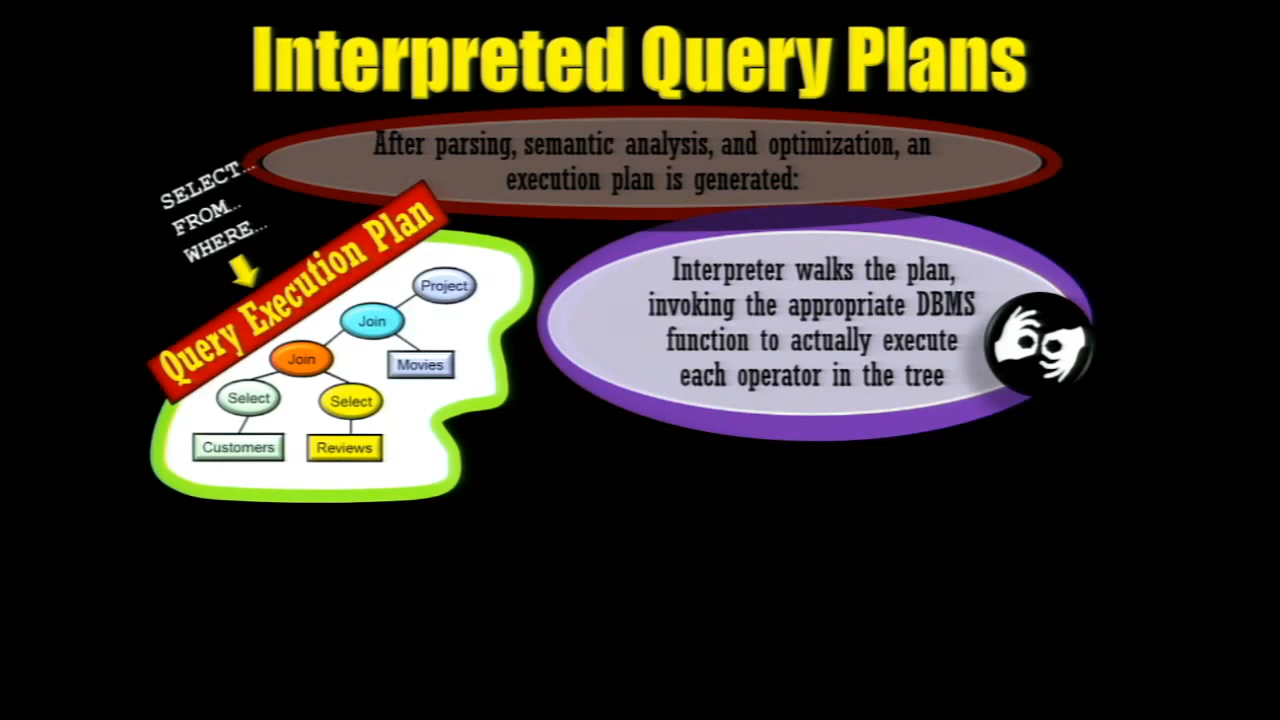 Interpreted Query Plans
After parsing, semantic analysis, and optimization, an
execution plan is generated:
SELECT...
FROM...
WHERE...
Query Execution Plan
Interpreter walks the plan,
invoking the appropriate DBMS
function to actually execute
each operator in the tree
Project
Join
Join
Movies
Select
Select
Customers
Reviews